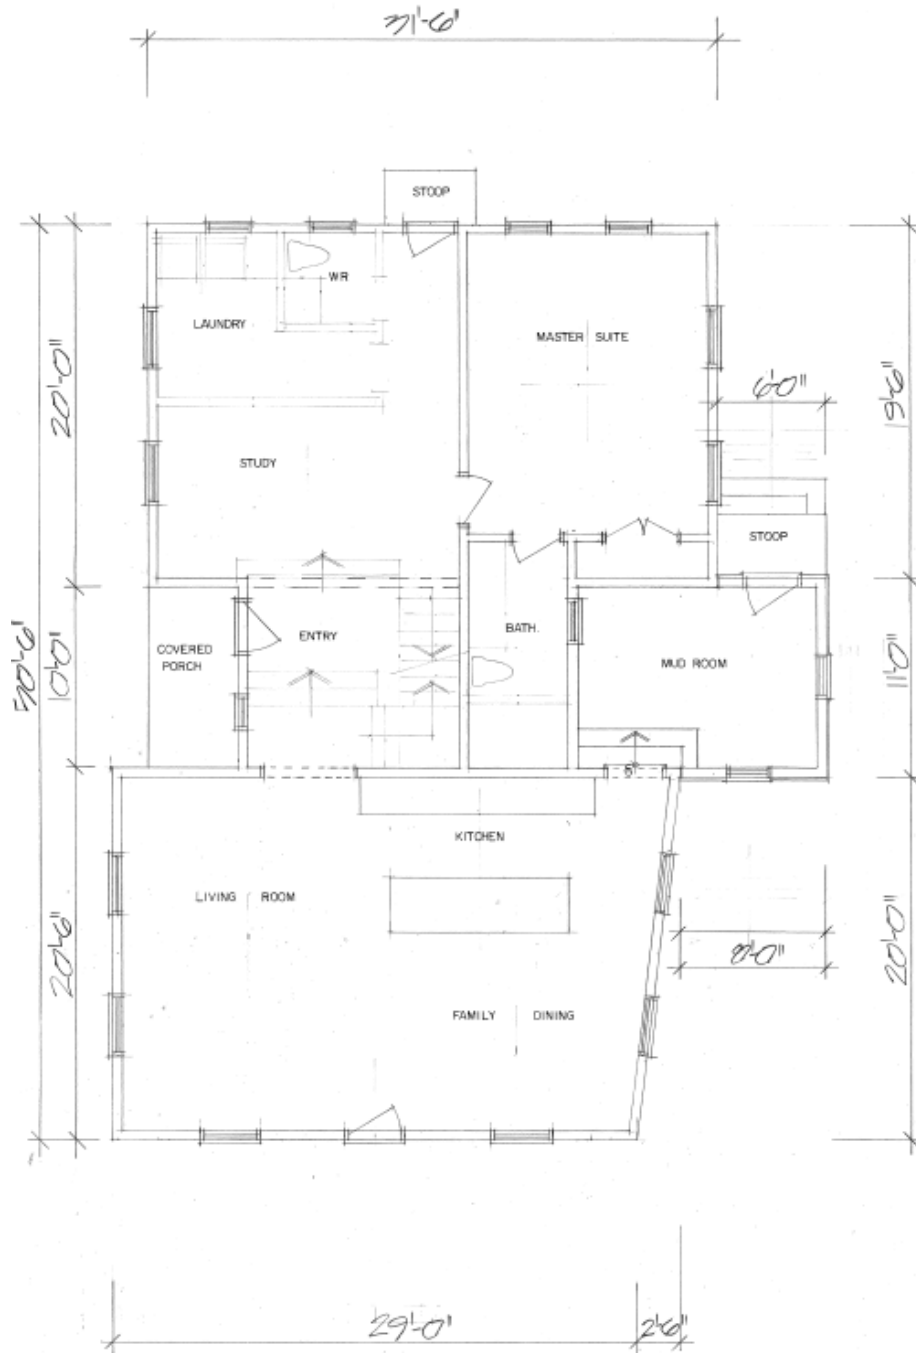 31'-6"
STOOP
WR
LAUNDRY
MASTER SUITE
20'-0"
6'-0"
19'-6"
STUDY
STOOP
ENTRY
BATH.
COVERED
PORCH
MUD ROOM
50'-6"
10'-0"
11'-0"
KITCHEN
LIVING ROOM
20'-6"
20'-0"
8'-0"
FAMILY DINING
29'-0"
2'-6"